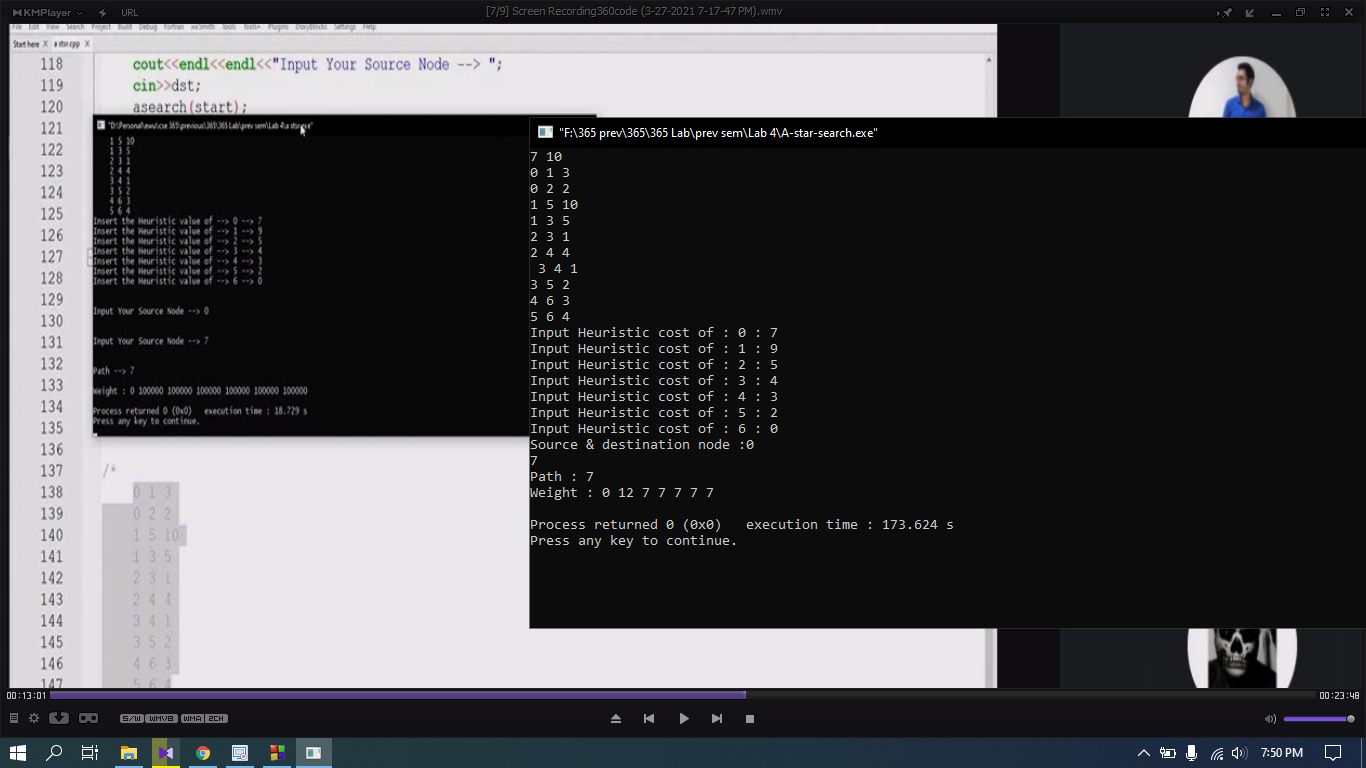 KMPlayer URL [7/9] Screen Recording360code (3-27-2021 7-17-47 PM).wmv
File Edit View Search Project Build Debug Fortran wxSmith Tools Tools+ Plugins DoxyBlocks Settings Help
Start here X a star.cpp X
118 cout<<endl<<endl<<"Input Your Source Node --> ";
119 cin>>dst;
120 asearch(start);
121
122
123
124
125
126
127
128
129
130
131
132
133
134
135
136
137 /*
138 0 1 3
139 0 2 2
140 1 5 10
141 1 3 5
142 2 3 1
143 2 4 4
144 3 4 1
145 3 5 2
146 4 6 3
147 5 6 4
"D:\Personal\ewu\cse 365\previous\365\365 Lab\prev sem\Lab 4\a star.exe"
1 5 10
1 3 5
2 3 1
2 4 4
3 4 1
3 5 2
4 6 3
5 6 4
Insert the Heuristic value of --> 0 --> 7
Insert the Heuristic value of --> 1 --> 9
Insert the Heuristic value of --> 2 --> 5
Insert the Heuristic value of --> 3 --> 4
Insert the Heuristic value of --> 4 --> 3
Insert the Heuristic value of --> 5 --> 2
Insert the Heuristic value of --> 6 --> 0
Input Your Source Node --> 0
Input Your Source Node --> 7
Path --> 7
Weight : 0 100000 100000 100000 100000 100000 100000
Process returned 0 (0x0) execution time : 18.729 s
Press any key to continue.
"F:\365 prev\365\365 Lab\prev sem\Lab 4\A-star-search.exe"
7 10
0 1 3
0 2 2
1 5 10
1 3 5
2 3 1
2 4 4
3 4 1
3 5 2
4 6 3
5 6 4
Input Heuristic cost of : 0 : 7
Input Heuristic cost of : 1 : 9
Input Heuristic cost of : 2 : 5
Input Heuristic cost of : 3 : 4
Input Heuristic cost of : 4 : 3
Input Heuristic cost of : 5 : 2
Input Heuristic cost of : 6 : 0
Source & destination node :0
7
Path : 7
Weight : 0 12 7 7 7 7 7
Process returned 0 (0x0) execution time : 173.624 s
Press any key to continue.
00:13:01 00:23:48
S/W WMVB WMA 2CH
7:50 PM